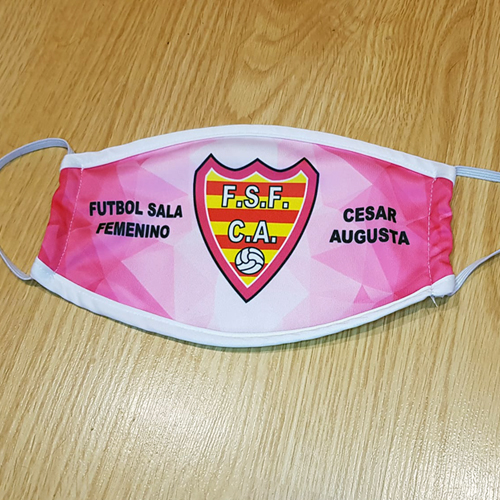 FUTBOL SALA
FEMENINO
F.S.F.
C.A.
CESAR
AUGUSTA